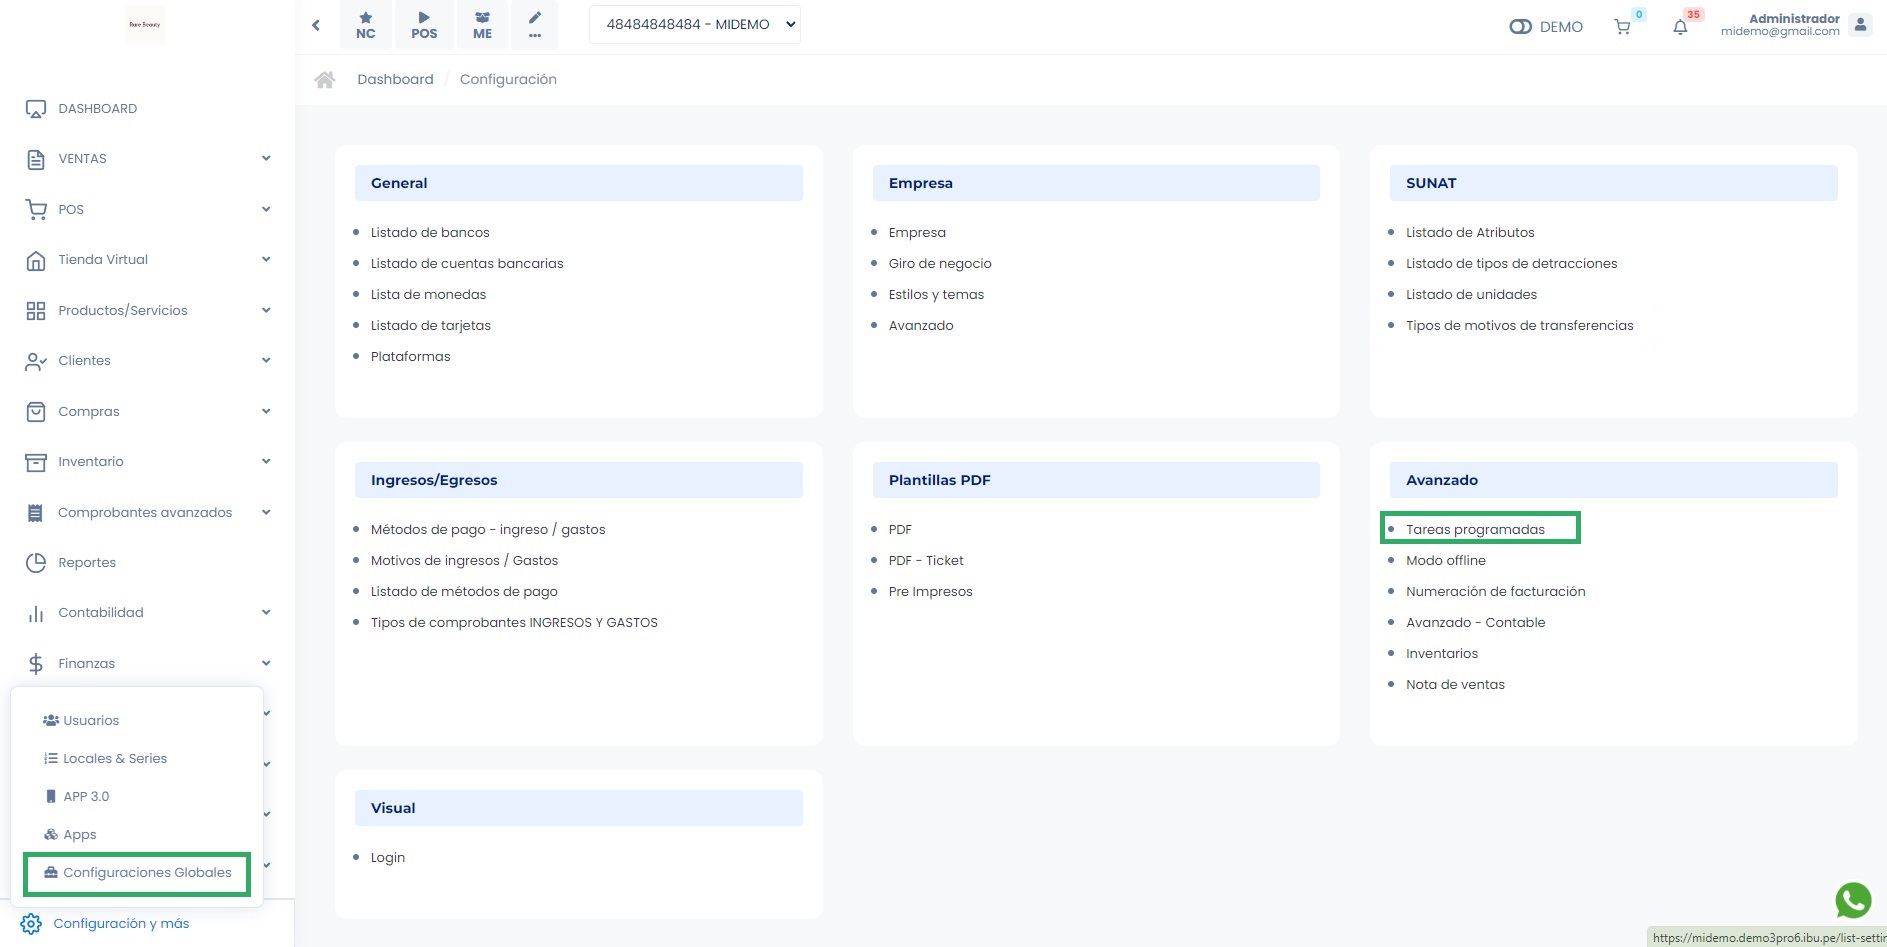 Rare Beauty
NC
POS
ME
...
48484848484 - MIDEMO
DEMO
0
35
Administrador
midemo@gmail.com
Dashboard / Configuración
DASHBOARD
VENTAS
POS
Tienda Virtual
Productos/Servicios
Clientes
Compras
Inventario
Comprobantes avanzados
Reportes
Contabilidad
Finanzas
Usuarios
Locales & Series
APP 3.0
Apps
Configuraciones Globales
Configuración y más
General
Listado de bancos
Listado de cuentas bancarias
Lista de monedas
Listado de tarjetas
Plataformas
Empresa
Empresa
Giro de negocio
Estilos y temas
Avanzado
SUNAT
Listado de Atributos
Listado de tipos de detracciones
Listado de unidades
Tipos de motivos de transferencias
Ingresos/Egresos
Métodos de pago - ingreso / gastos
Motivos de ingresos / Gastos
Listado de métodos de pago
Tipos de comprobantes INGRESOS Y GASTOS
Plantillas PDF
PDF
PDF - Ticket
Pre Impresos
Avanzado
Tareas programadas
Modo offline
Numeración de facturación
Avanzado - Contable
Inventarios
Nota de ventas
Visual
Login
https://midemo.demo3pro6.ibu.pe/list-settin